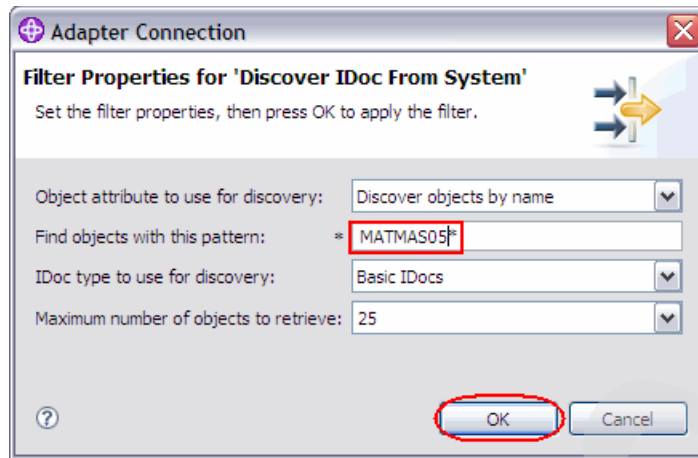 Adapter Connection
Filter Properties for 'Discover IDoc From System'
Set the filter properties, then press OK to apply the filter.
Object attribute to use for discovery: Discover objects by name
Find objects with this pattern: * MATMAS05*
IDoc type to use for discovery: Basic IDocs
Maximum number of objects to retrieve: 25
? OK Cancel